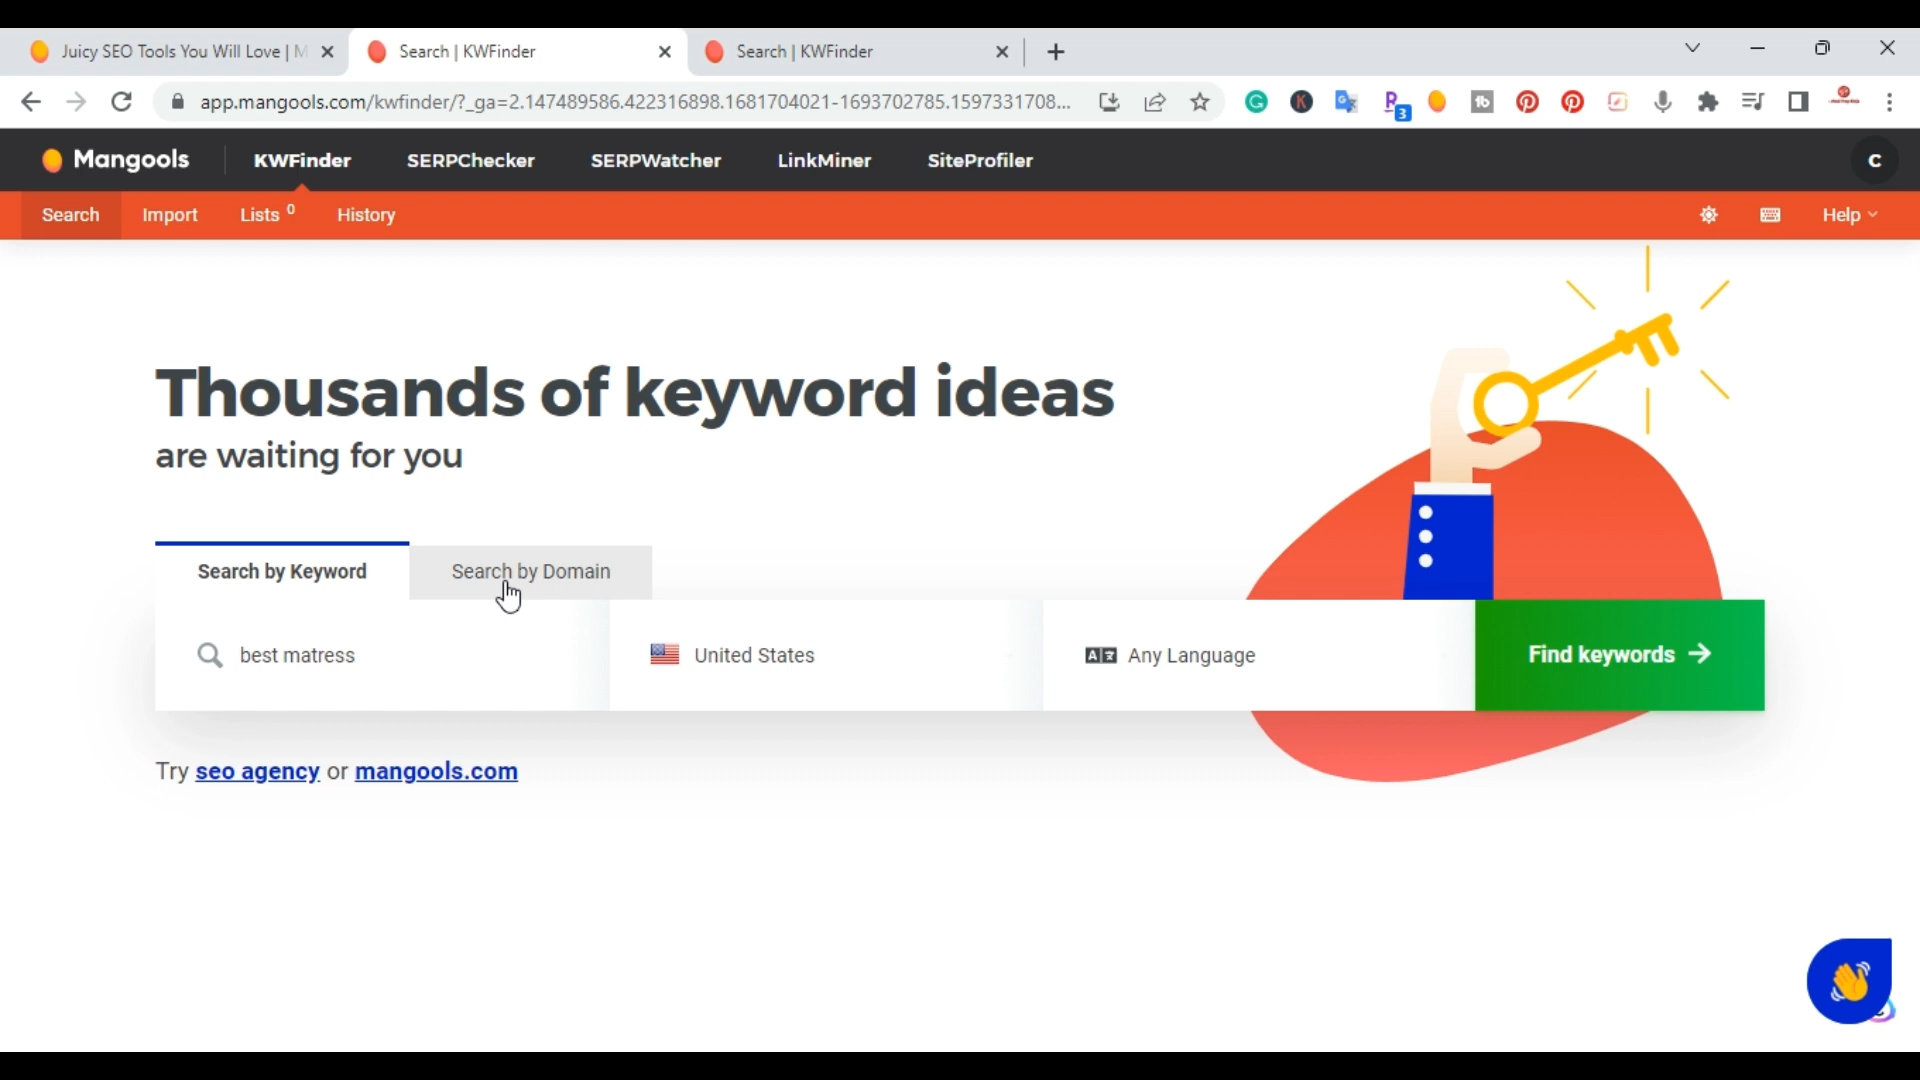 Juicy SEO Tools You Will Love | M
Search | KWFinder
Search | KWFinder
app.mangools.com/kwfinder/?_ga=2.147489586.422316898.1681704021-1693702785.1597331708...
3
Mangools
KWFinder
SERPChecker
SERPWatcher
LinkMiner
SiteProfiler
C
Search
Import
Lists 0
History
Help
Thousands of keyword ideas
are waiting for you
Search by Keyword
Search by Domain
best matress
United States
Any Language
Find keywords
Try seo agency or mangools.com